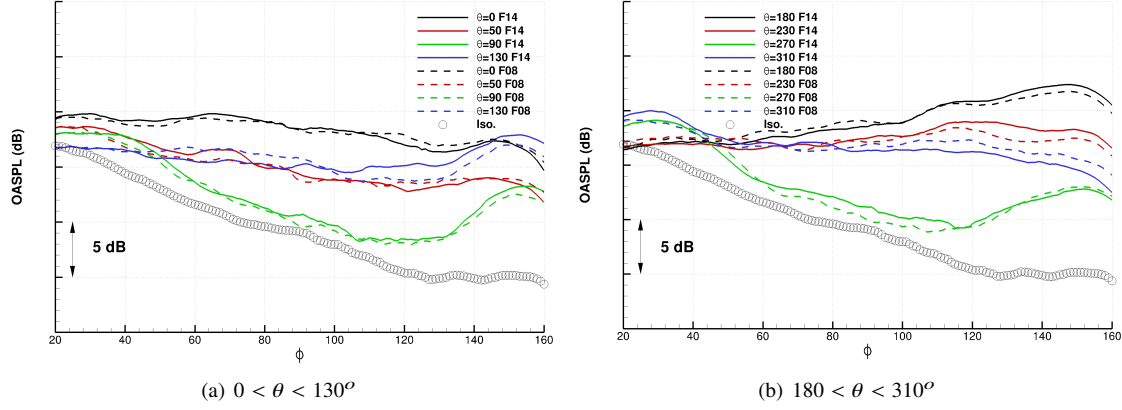 OASPL (dB)
θ=0 F14
θ=50 F14
θ=90 F14
θ=130 F14
θ=0 F08
θ=50 F08
θ=90 F08
θ=130 F08
Iso.
5 dB
20 40 60 80 100 120 140 160
ϕ
(a) 0 < θ < 130°
OASPL (dB)
θ=180 F14
θ=230 F14
θ=270 F14
θ=310 F14
θ=180 F08
θ=230 F08
θ=270 F08
θ=310 F08
Iso.
5 dB
20 40 60 80 100 120 140 160
ϕ
(b) 180 < θ < 310°